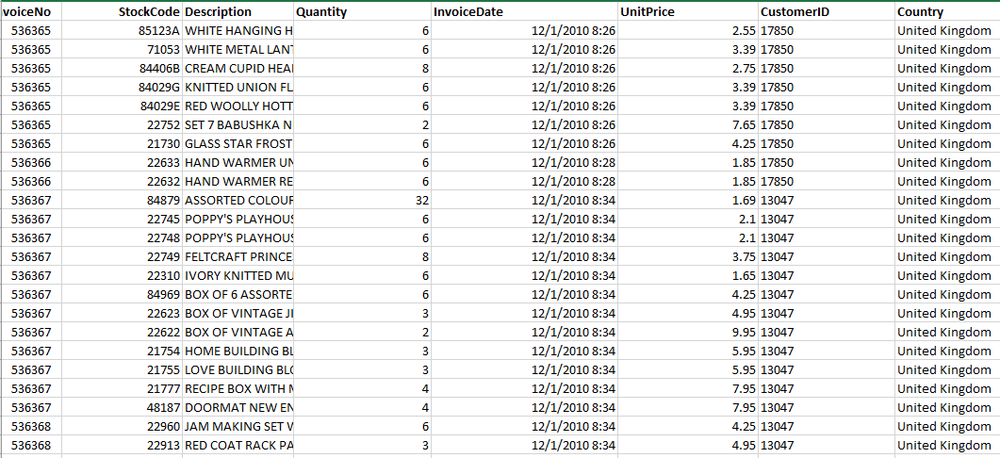 voiceNo StockCode Description Quantity InvoiceDate UnitPrice CustomerID Country
536365 85123A WHITE HANGING H 6 12/1/2010 8:26 2.55 17850 United Kingdom
536365 71053 WHITE METAL LAN 6 12/1/2010 8:26 3.39 17850 United Kingdom
536365 84406B CREAM CUPID HEA 8 12/1/2010 8:26 2.75 17850 United Kingdom
536365 84029G KNITTED UNION FL 6 12/1/2010 8:26 3.39 17850 United Kingdom
536365 84029E RED WOOLLY HOTT 6 12/1/2010 8:26 3.39 17850 United Kingdom
536365 22752 SET 7 BABUSHKA N 2 12/1/2010 8:26 7.65 17850 United Kingdom
536365 21730 GLASS STAR FROST 6 12/1/2010 8:26 4.25 17850 United Kingdom
536366 22633 HAND WARMER UN 6 12/1/2010 8:28 1.85 17850 United Kingdom
536366 22632 HAND WARMER RE 6 12/1/2010 8:28 1.85 17850 United Kingdom
536367 84879 ASSORTED COLOUR 32 12/1/2010 8:34 1.69 13047 United Kingdom
536367 22745 POPPY'S PLAYHOUS 6 12/1/2010 8:34 2.1 13047 United Kingdom
536367 22748 POPPY'S PLAYHOUS 6 12/1/2010 8:34 2.1 13047 United Kingdom
536367 22749 FELTCRAFT PRINCE 8 12/1/2010 8:34 3.75 13047 United Kingdom
536367 22310 IVORY KNITTED MU 6 12/1/2010 8:34 1.65 13047 United Kingdom
536367 84969 BOX OF 6 ASSORTE 6 12/1/2010 8:34 4.25 13047 United Kingdom
536367 22623 BOX OF VINTAGE JI 3 12/1/2010 8:34 4.95 13047 United Kingdom
536367 22622 BOX OF VINTAGE A 2 12/1/2010 8:34 9.95 13047 United Kingdom
536367 21754 HOME BUILDING BL 3 12/1/2010 8:34 5.95 13047 United Kingdom
536367 21755 LOVE BUILDING BLO 3 12/1/2010 8:34 5.95 13047 United Kingdom
536367 21777 RECIPE BOX WITH M 4 12/1/2010 8:34 7.95 13047 United Kingdom
536367 48187 DOORMAT NEW EN 4 12/1/2010 8:34 7.95 13047 United Kingdom
536368 22960 JAM MAKING SET W 6 12/1/2010 8:34 4.25 13047 United Kingdom
536368 22913 RED COAT RACK PA 3 12/1/2010 8:34 4.95 13047 United Kingdom